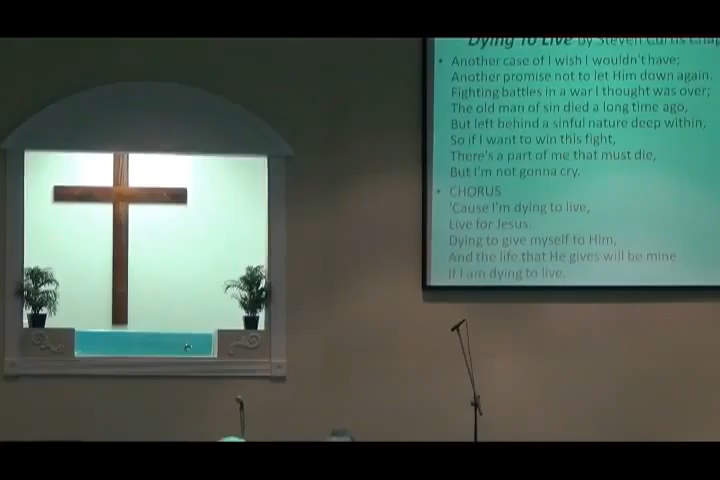 Dying To Live by Steven Curtis Chap
• Another case of I wish I wouldn't have;
Another promise not to let Him down again.
Fighting battles in a war I thought was over;
The old man of sin died a long time ago,
But left behind a sinful nature deep within,
So if I want to win this fight,
There's a part of me that must die,
But I'm not gonna cry.
• CHORUS
'Cause I'm dying to live,
Live for Jesus.
Dying to give myself to Him,
And the life that He gives will be mine
If I am dying to live.